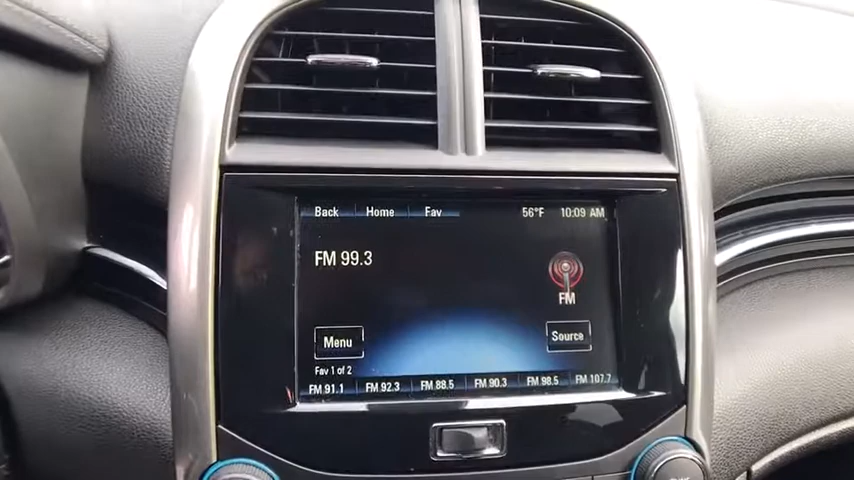 Back Home Fav 56°F 10:09 AM
FM 99.3
FM
Menu Source
Fav 1 of 2
FM 91.1 FM 92.3 FM 88.5 FM 90.3 FM 98.5 FM 107.7